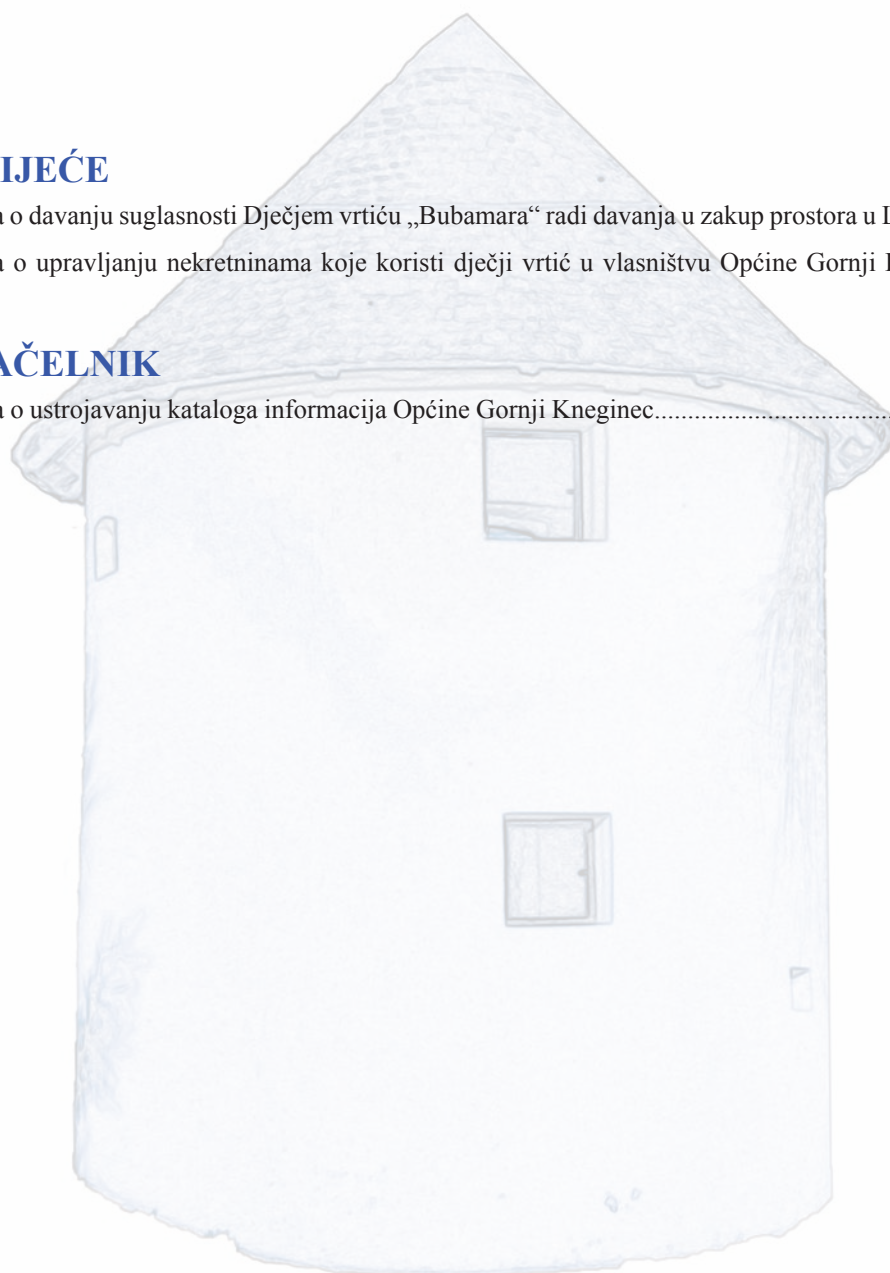 IJEĆE
a o davanju suglasnosti Dječjem vrtiću „Bubamara“ radi davanja u zakup prostora u
a o upravljanju nekretninama koje koristi dječji vrtić u vlasništvu Općine Gornji
AČELNIK
a o ustrojavanju kataloga informacija Općine Gornji Kneginec...................................